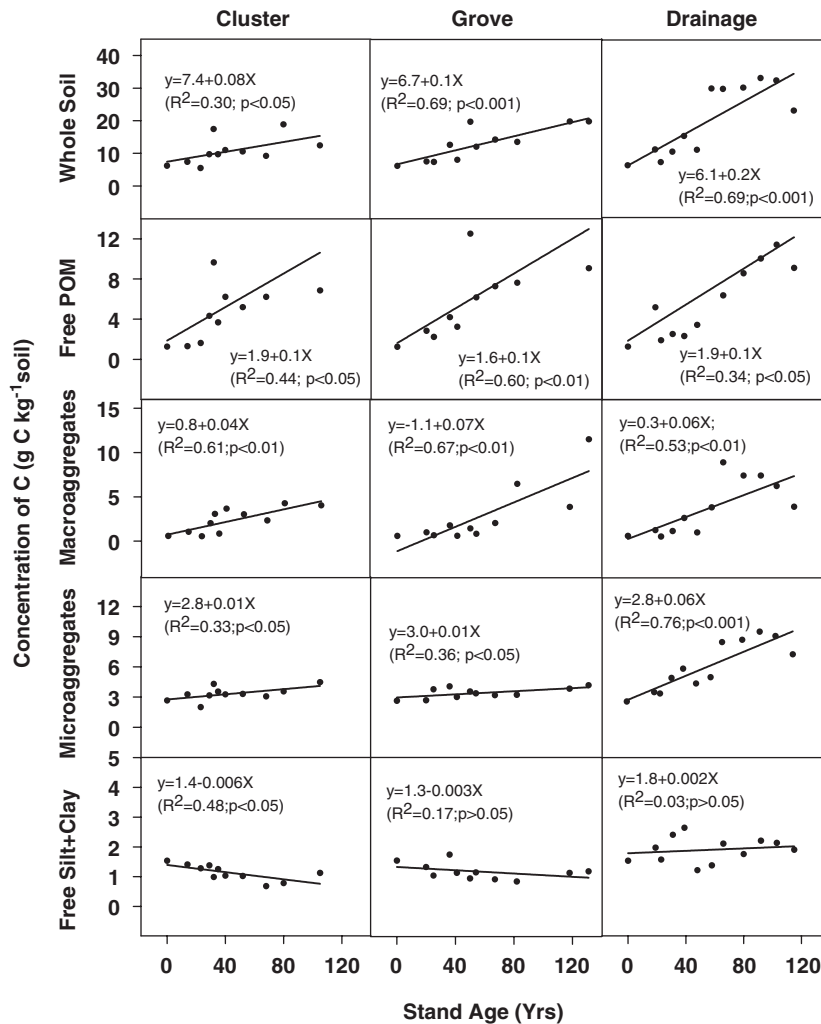 Cluster Grove Drainage
Concentration of C (g C kg⁻¹soil)
Whole Soil
40
30
20
10
0
y=7.4+0.08X
(R²=0.30; p<0.05)
y=6.7+0.1X
(R²=0.69; p<0.001)
y=6.1+0.2X
(R²=0.69;p<0.001)
Free POM
12
8
4
0
y=1.9+0.1X
(R²=0.44; p<0.05)
y=1.6+0.1X
(R²=0.60; p<0.01)
y=1.9+0.1X
(R²=0.34; p<0.05)
Macroaggregates
15
10
5
0
y=0.8+0.04X
(R²=0.61;p<0.01)
y=-1.1+0.07X
(R²=0.67;p<0.01)
y=0.3+0.06X;
(R²=0.53;p<0.01)
Microaggregates
12
9
6
3
0
y=2.8+0.01X
(R²=0.33;p<0.05)
y=3.0+0.01X
(R²=0.36; p<0.05)
y=2.8+0.06X
(R²=0.76;p<0.001)
Free Silt+Clay
5
4
3
2
1
0
y=1.4-0.006X
(R²=0.48;p<0.05)
y=1.3-0.003X
(R²=0.17;p>0.05)
y=1.8+0.002X
(R²=0.03;p>0.05)
0 40 80 120 0 40 80 120 0 40 80 120
Stand Age (Yrs)